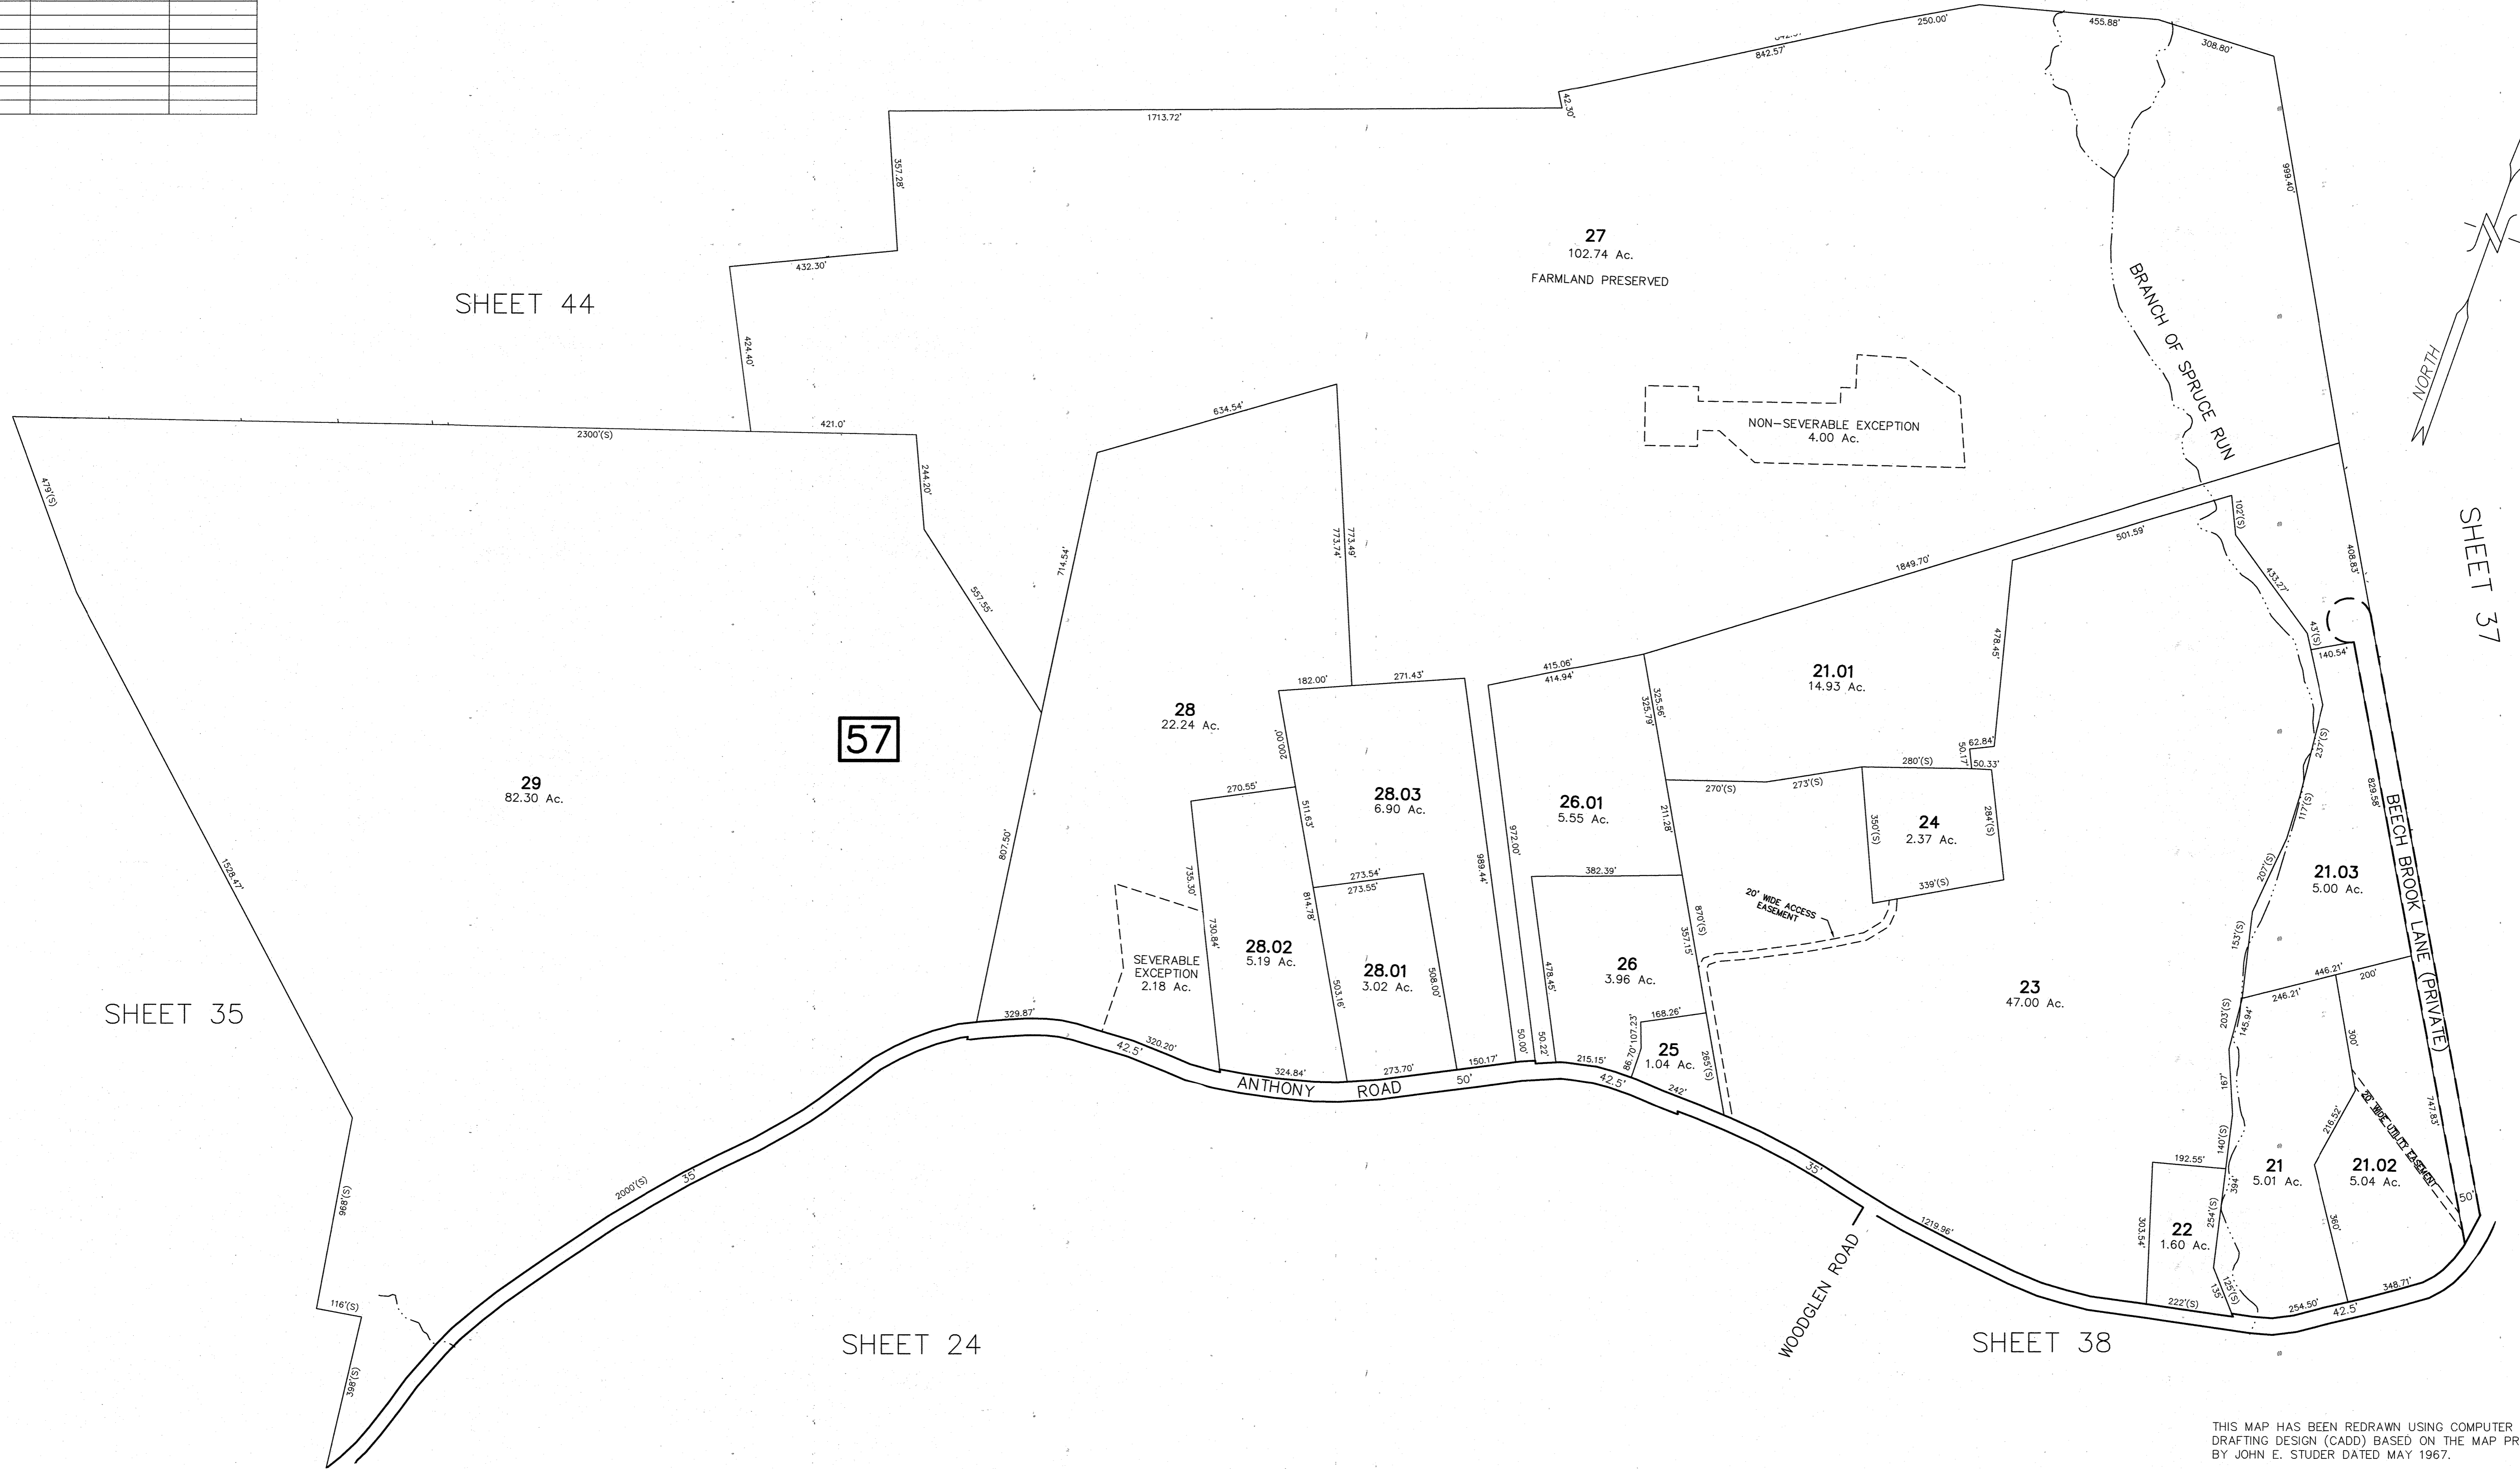 250.00'
455.88'
308.80'
842.57'
42.30'
1713.72'
357.28'
999.40'
27
102.74 Ac.
FARMLAND PRESERVED
432.30'
SHEET 44
424.40'
BRANCH OF SPRUCE RUN
NORTH
NON-SEVERABLE EXCEPTION
4.00 Ac.
634.54'
421.0'
2300'(S)
479'(S)
244.20'
714.54'
557.55'
773.74'
773.49'
1849.70'
501.59'
102'(S)
433.27'
408.83'
SHEET 37
43'(S)
140.54'
478.45'
415.06'
414.94'
325.56'
325.79'
21.01
14.93 Ac.
182.00'
271.43'
28
22.24 Ac.
57
200.00'
62.84'
50.17'
50.33'
280'(S)
270'(S)
273'(S)
237'(S)
117'(S)
829.58'
BEECH BROOK LANE (PRIVATE)
29
82.30 Ac.
270.55'
511.63'
28.03
6.90 Ac.
26.01
5.55 Ac.
211.28'
350'(S)
24
2.37 Ac.
284'(S)
339'(S)
972.00'
989.44'
807.50'
1528.47'
735.30'
273.54'
273.55'
382.39'
207'(S)
21.03
5.00 Ac.
814.78'
730.84'
870'(S)
357.15'
20' WIDE ACCESS
EASEMENT
153'(S)
28.02
5.19 Ac.
SEVERABLE
EXCEPTION
2.18 Ac.
28.01
3.02 Ac.
503.16'
508.00'
478.45'
26
3.96 Ac.
23
47.00 Ac.
446.21'
246.21'
200'
SHEET 35
203'(S)
145.94'
329.87'
320.20'
42.5'
168.26'
107.23'
86.70'
25
1.04 Ac.
265'(S)
300'
50.00'
50.22'
150.17'
215.15'
42.5'
242'
324.84'
273.70'
50'
ANTHONY ROAD
167'
747.83'
20' WIDE UTILITY EASEMENT
216.52'
35'
35'
2000'(S)
968'(S)
140'(S)
192.55'
394'
21
5.01 Ac.
21.02
5.04 Ac.
50'
254'(S)
303.54'
22
1.60 Ac.
360'
1219.96'
WOODGLEN ROAD
125'(S)
135'
222'(S)
254.50'
42.5'
348.71'
116'(S)
398'(S)
SHEET 24
SHEET 38
THIS MAP HAS BEEN REDRAWN USING COMPUTER
DRAFTING DESIGN (CADD) BASED ON THE MAP PR
BY JOHN E. STUDER DATED MAY 1967.